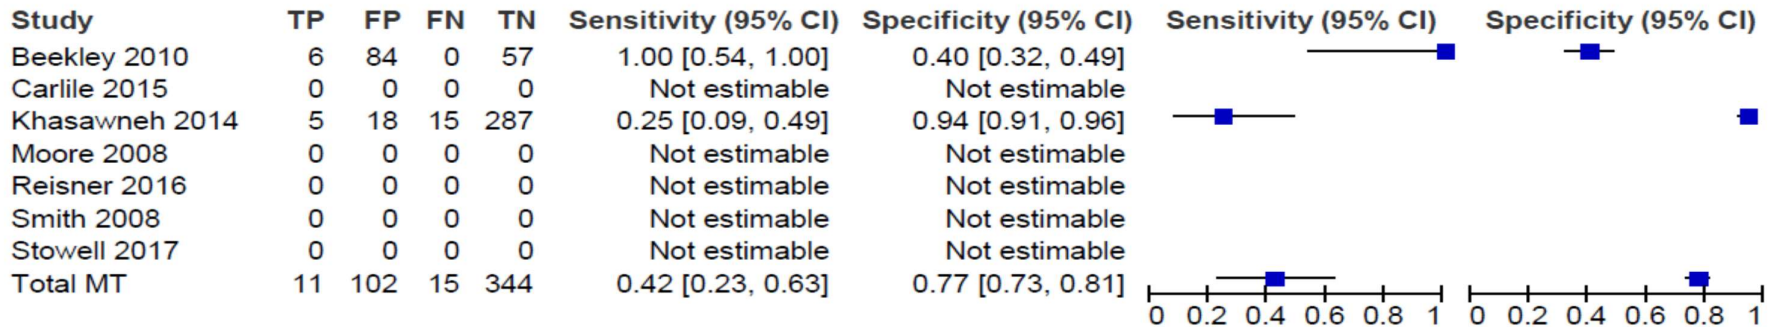 Study TP FP FN TN Sensitivity (95% CI) Specificity (95% CI) Sensitivity (95% CI) Specificity (95% CI)
Beekley 2010 6 84 0 57 1.00 [0.54, 1.00] 0.40 [0.32, 0.49]
Carlile 2015 0 0 0 0 Not estimable Not estimable
Khasawneh 2014 5 18 15 287 0.25 [0.09, 0.49] 0.94 [0.91, 0.96]
Moore 2008 0 0 0 0 Not estimable Not estimable
Reisner 2016 0 0 0 0 Not estimable Not estimable
Smith 2008 0 0 0 0 Not estimable Not estimable
Stowell 2017 0 0 0 0 Not estimable Not estimable
Total MT 11 102 15 344 0.42 [0.23, 0.63] 0.77 [0.73, 0.81]
0 0.2 0.4 0.6 0.8 1 0 0.2 0.4 0.6 0.8 1